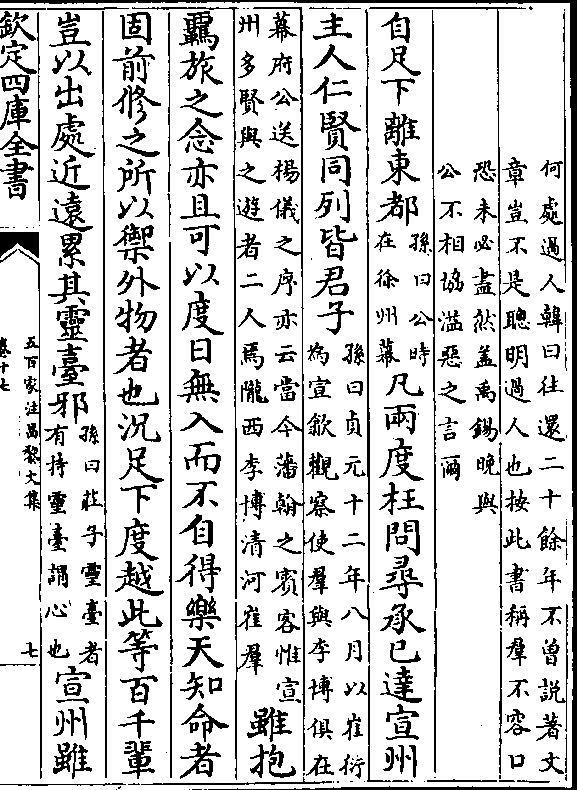 何處過人韓曰往還二十餘年不曾說著文
章豈不是聰明過人也按此書稱羣不容口
恐未必盡然盖禹錫晚與
公不相協溢惡之言爾
自足下離東都孫曰公時在徐州幕凡兩度枉問尋承已達宣州
主人仁賢同列皆君子孫曰貞元十二年八月以崔衍為宣歙觀察使羣與李博俱在
幕府公送楊儀之序亦云當今藩翰之賓客惟宣州多賢與之遊者二人焉隴西李博清河崔羣雖抱
羈旅之念亦且可以度日無入而不自得樂天知命者
固前修之所以禦外物者也況足下度越此等百千輩
豈以出處近遠累其靈臺邪孫曰莊子靈臺者有持靈臺謂心也宣州雖
欽定四庫全書
五百家注昌黎文集
卷十七
七